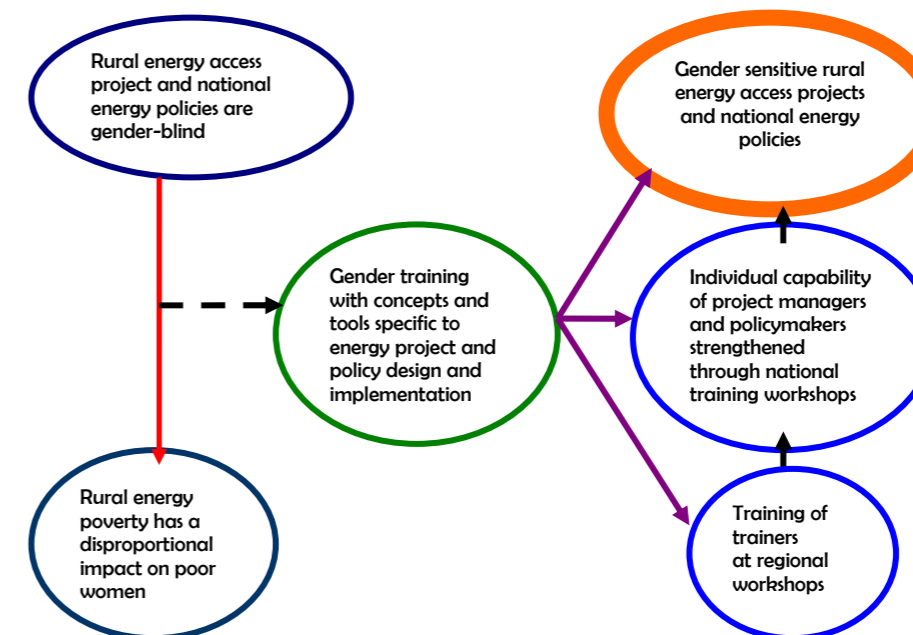 Rural energy access
project and national
energy policies are
gender-blind
Gender sensitive rural
energy access projects
and national energy
policies
Gender training
with concepts and
tools specific to
energy project and
policy design and
implementation
Individual capability
of project managers
and policymakers
strengthened
through national
training workshops
Rural energy
poverty has a
disproportional
impact on poor
women
Training of
trainers
at regional
workshops